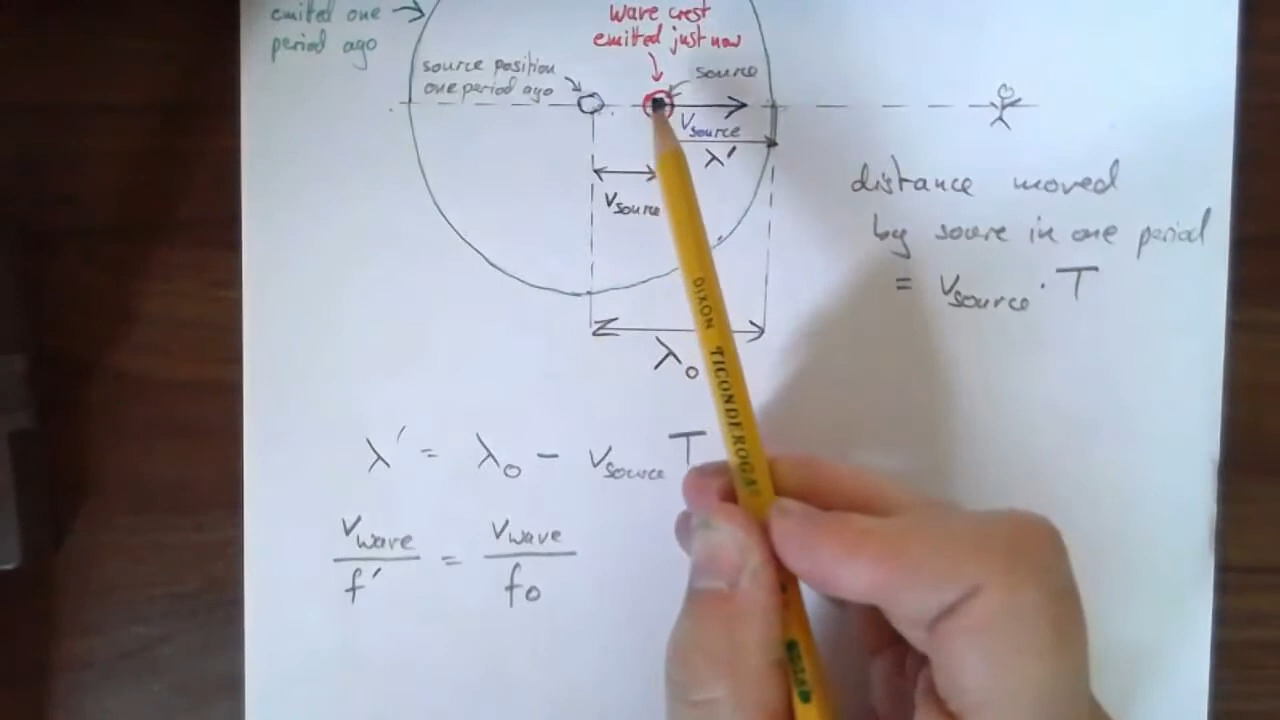 emitted one
period ago
wave crest
emitted just now
source position
one period ago
source
Vsource
λ'
Vsource
λ₀
distance moved
by soure in one period
= Vsource · T
λ' = λ₀ - Vsource T
Vwave / f' = Vwave / f₀
DIXON TICONDEROGA